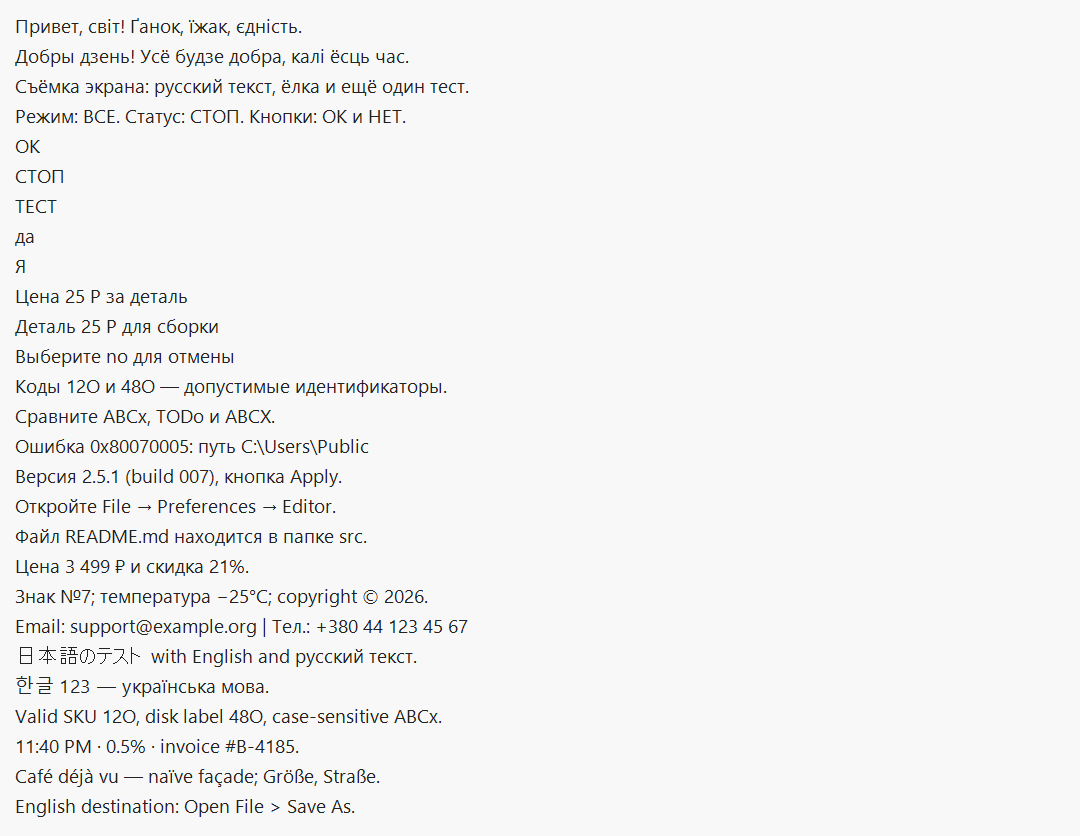 Привет, світ! Ґанок, їжак, єдність.
Добры дзень! Усё будзе добра, калі ёсць час.
Съёмка экрана: русский текст, ёлка и ещё один тест.
Режим: ВСЕ. Статус: СТОП. Кнопки: ОК и НЕТ.
ОК
СТОП
ТЕСТ
да
Я
Цена 25 Р за деталь
Деталь 25 Р для сборки
Выберите no для отмены
Коды 12O и 48O — допустимые идентификаторы.
Сравните ABCx, TODo и ABCX.
Ошибка 0x80070005: путь C:\Users\Public
Версия 2.5.1 (build 007), кнопка Apply.
Откройте File → Preferences → Editor.
Файл README.md находится в папке src.
Цена 3 499 ₽ и скидка 21%.
Знак №7; температура −25°C; copyright © 2026.
Email: support@example.org | Тел.: +380 44 123 45 67
日本語のテスト with English and русский текст.
한글 123 — українська мова.
Valid SKU 12O, disk label 48O, case-sensitive ABCx.
11:40 PM · 0.5% · invoice #B-4185.
Café déjà vu — naïve façade; Größe, Straße.
English destination: Open File > Save As.